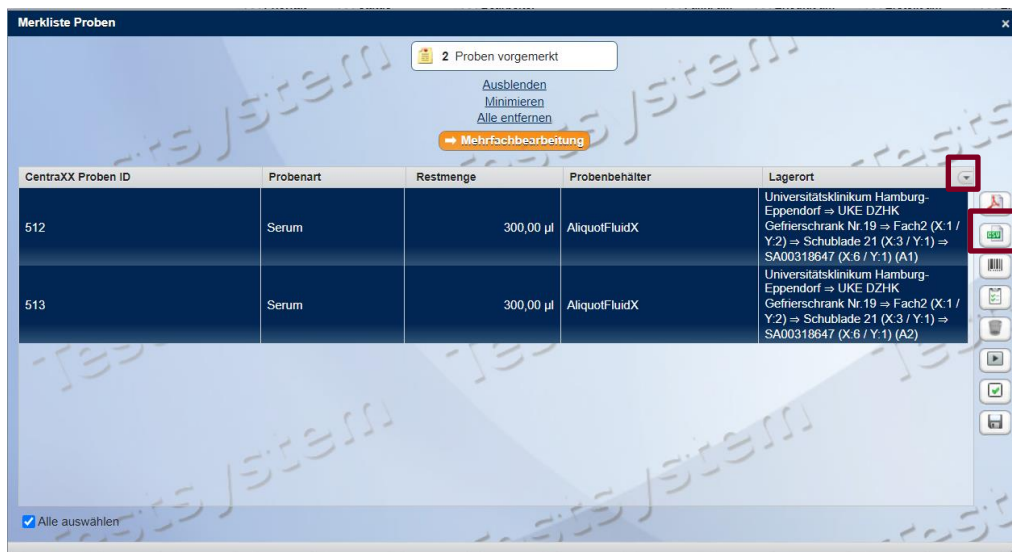 Merkliste Proben
2 Proben vorgemerkt
Ausblenden
Minimieren
Alle entfernen
Mehrfachbearbeitung
CentraXX Proben ID Probenart Restmenge Probenbehälter Lagerort
512 Serum 300,00 µl AliquotFluidX
Universitätsklinikum Hamburg-
Eppendorf ⇒ UKE DZHK
Gefrierschrank Nr.19 ⇒ Fach2 (X:1 /
Y:2) ⇒ Schublade 21 (X:3 / Y:1) ⇒
SA00318647 (X:6 / Y:1) (A1)
513 Serum 300,00 µl AliquotFluidX
Universitätsklinikum Hamburg-
Eppendorf ⇒ UKE DZHK
Gefrierschrank Nr.19 ⇒ Fach2 (X:1 /
Y:2) ⇒ Schublade 21 (X:3 / Y:1) ⇒
SA00318647 (X:6 / Y:1) (A2)
Alle auswählen